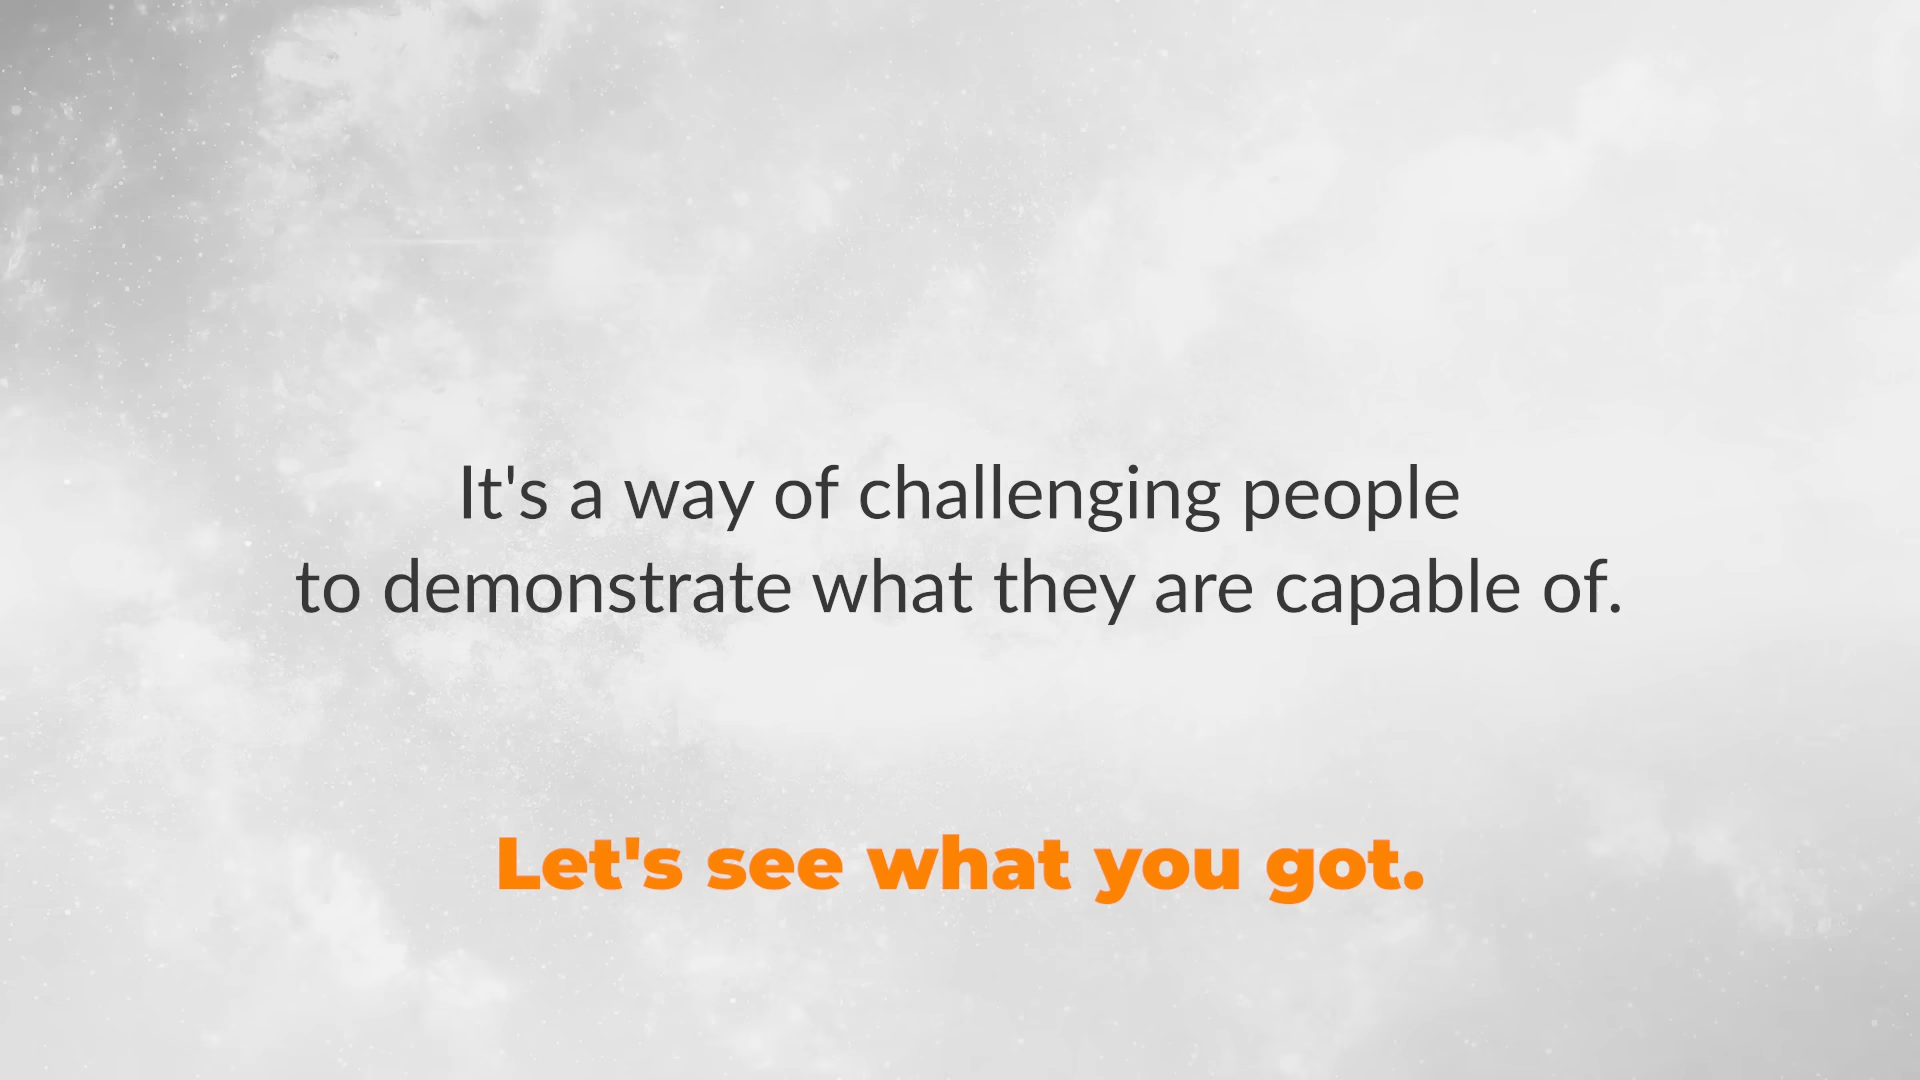 It's a way of challenging people
to demonstrate what they are capable of.
Let's see what you got.